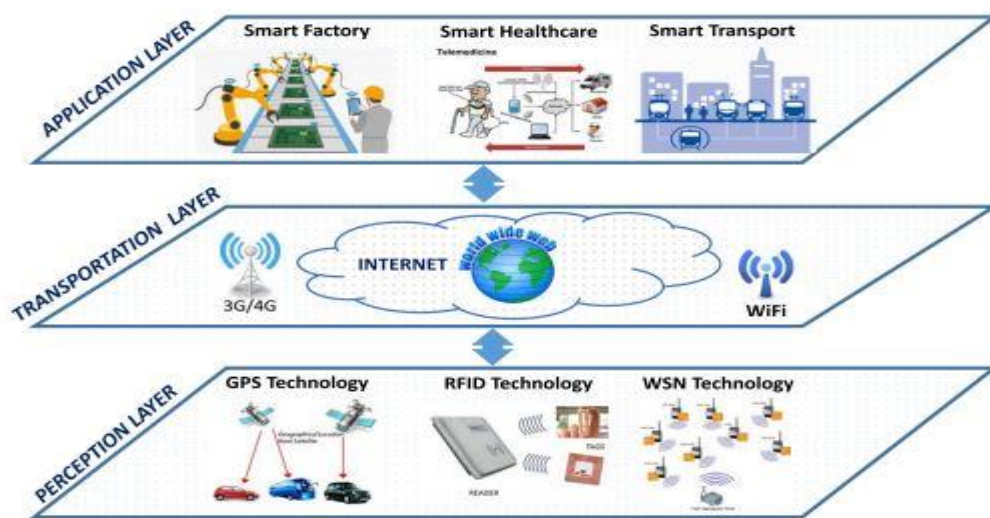 APPLICATION LAYER
Smart Factory
Smart Healthcare
Smart Transport
Telemedicine
TRANSPORTATION LAYER
3G/4G
INTERNET
world wide web
WiFi
PERCEPTION LAYER
GPS Technology
RFID Technology
WSN Technology
READER
TAGS